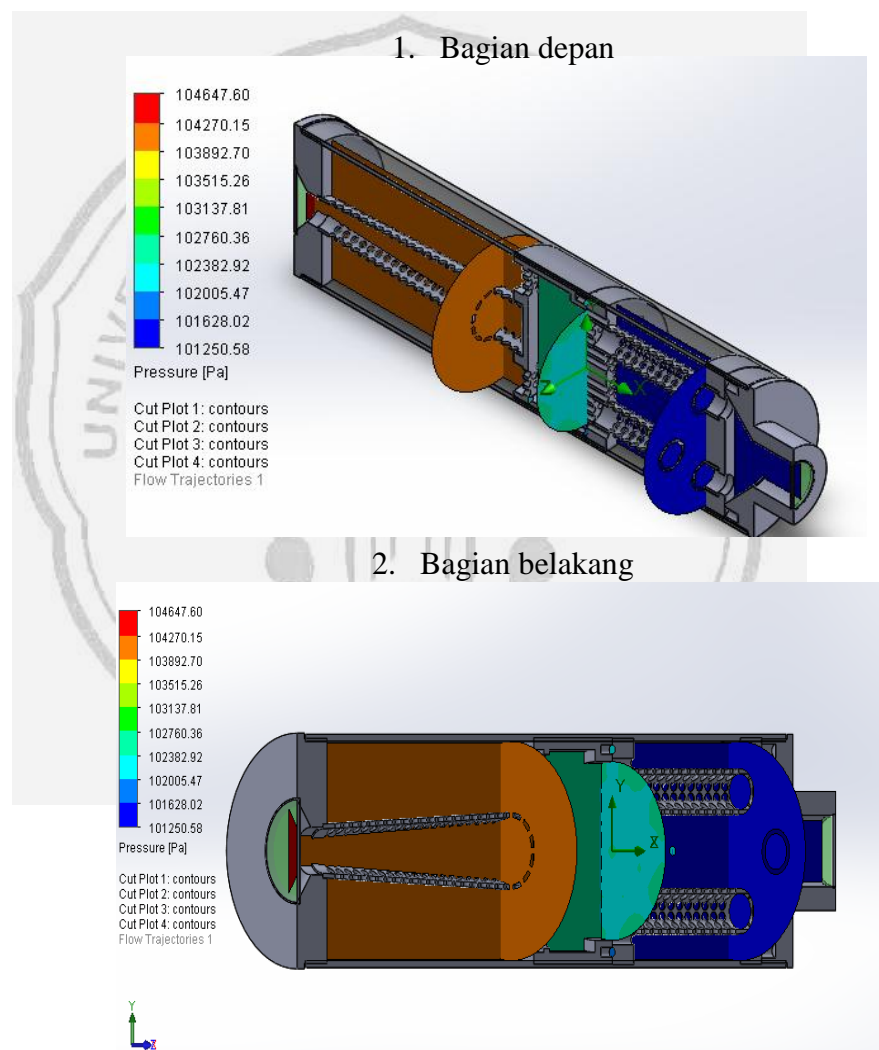 1. Bagian depan
104647.60
104270.15
103892.70
103515.26
103137.81
102760.36
102382.92
102005.47
101628.02
101250.58
Pressure [Pa]
Cut Plot 1: contours
Cut Plot 2: contours
Cut Plot 3: contours
Cut Plot 4: contours
Flow Trajectories 1
Z
X
2. Bagian belakang
104647.60
104270.15
103892.70
103515.26
103137.81
102760.36
102382.92
102005.47
101628.02
101250.58
Pressure [Pa]
Cut Plot 1: contours
Cut Plot 2: contours
Cut Plot 3: contours
Cut Plot 4: contours
Flow Trajectories 1
Y
Y